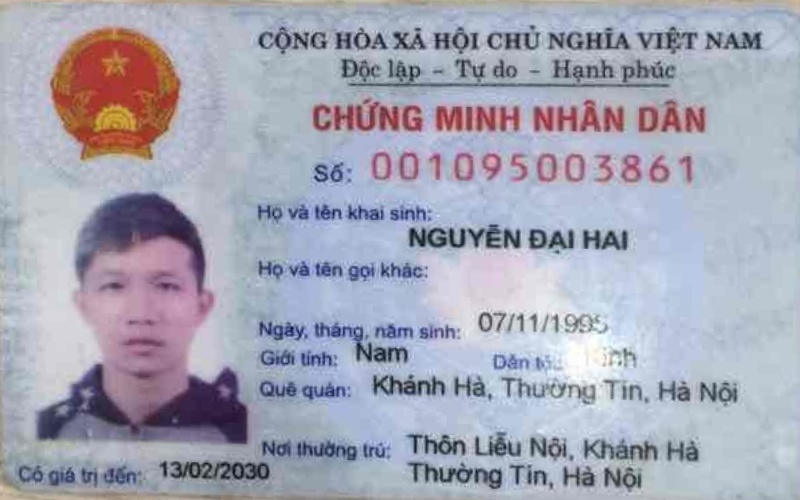 CỘNG HÒA XÃ HỘI CHỦ NGHĨA VIỆT NAM
Độc lập – Tự do – Hạnh phúc
CHỨNG MINH NHÂN DÂN
Số: 001095003861
Họ và tên khai sinh:
NGUYỄN ĐẠI HAI
Họ và tên gọi khác:
Ngày, tháng, năm sinh: 07/11/1995
Giới tính: Nam Dân
Quê quán: Khánh Hà, Thường Tín, Hà Nội
Nơi thường trú: Thôn Liễu Nội, Khánh Hà
Có giá trị đến: 13/02/2030 Thường Tín, Hà Nội